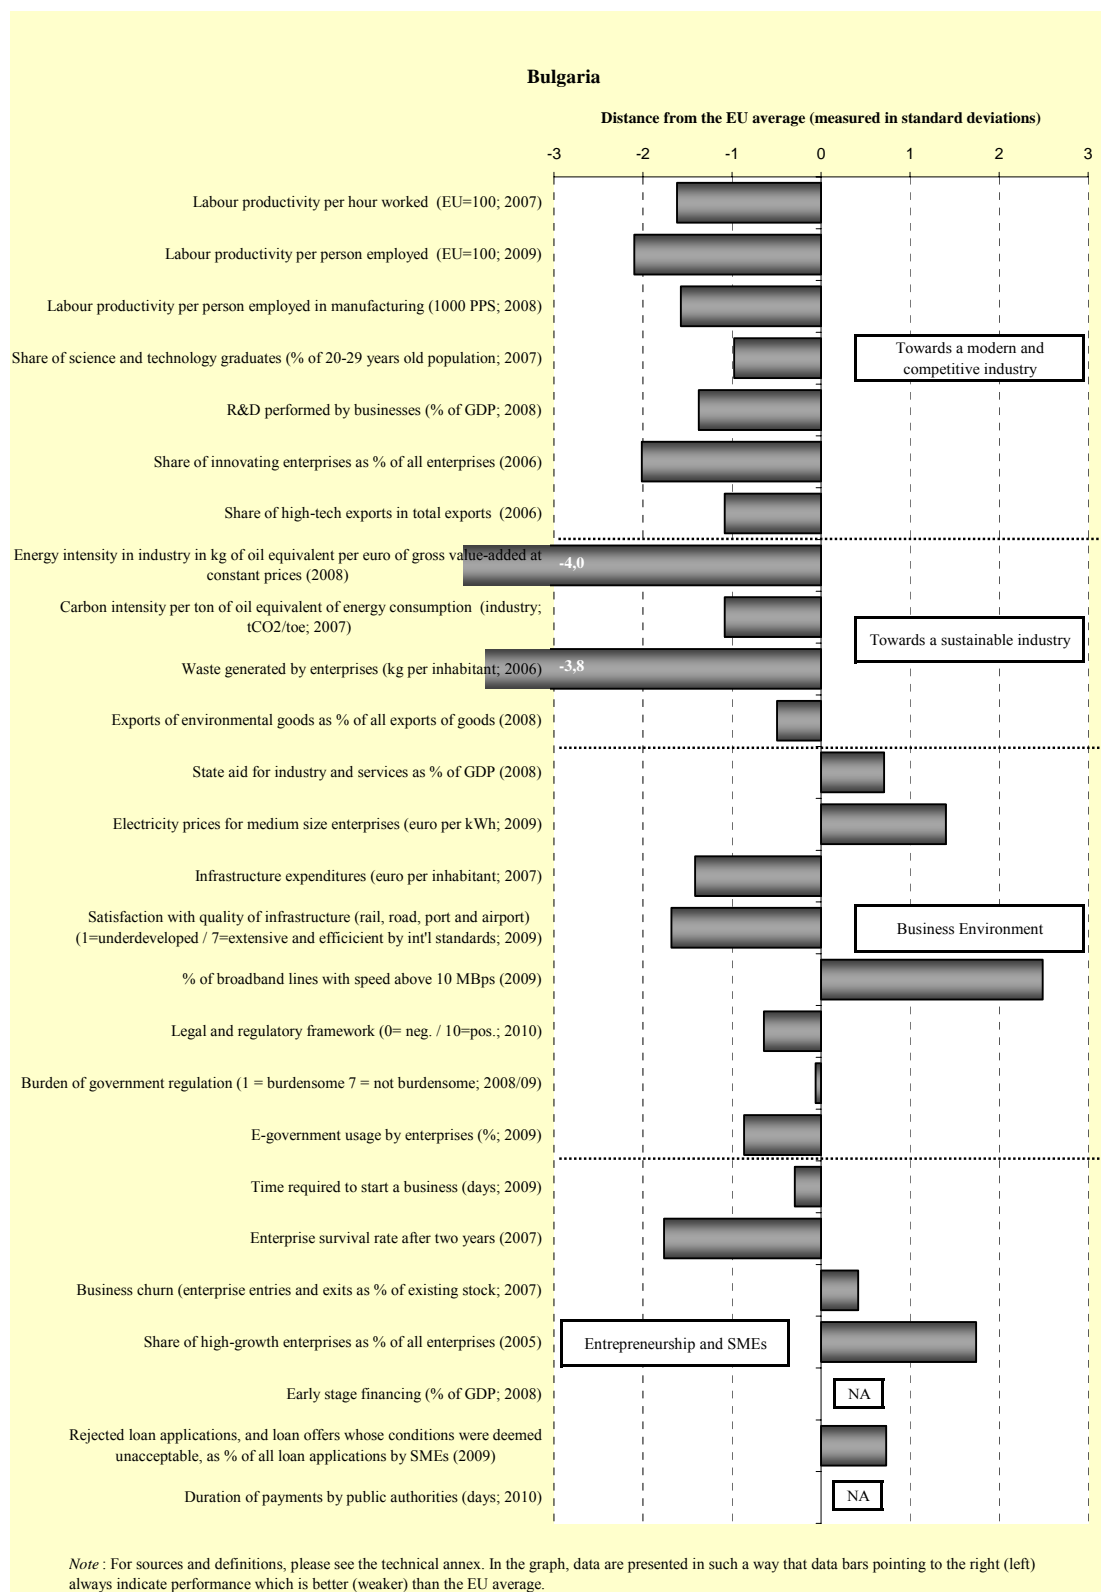 Bulgaria
Distance from the EU average (measured in standard deviations)
-3 -2 -1 0 1 2 3
Labour productivity per hour worked  (EU=100; 2007)
Labour productivity per person employed  (EU=100; 2009)
Labour productivity per person employed in manufacturing (1000 PPS; 2008)
Share of science and technology graduates (% of 20-29 years old population; 2007)
Towards a modern and
competitive industry
R&D performed by businesses (% of GDP; 2008)
Share of innovating enterprises as % of all enterprises (2006)
Share of high-tech exports in total exports  (2006)
Energy intensity in industry in kg of oil equivalent per euro of gross value-added at
constant prices (2008)
-4,0
Carbon intensity per ton of oil equivalent of energy consumption  (industry;
tCO2/toe; 2007)
Towards a sustainable industry
Waste generated by enterprises (kg per inhabitant; 2006)
-3,8
Exports of environmental goods as % of all exports of goods (2008)
State aid for industry and services as % of GDP (2008)
Electricity prices for medium size enterprises (euro per kWh; 2009)
Infrastructure expenditures (euro per inhabitant; 2007)
Satisfaction with quality of infrastructure (rail, road, port and airport)
(1=underdeveloped / 7=extensive and efficicient by int'l standards; 2009)
Business Environment
% of broadband lines with speed above 10 MBps (2009)
Legal and regulatory framework (0= neg. / 10=pos.; 2010)
Burden of government regulation (1 = burdensome 7 = not burdensome; 2008/09)
E-government usage by enterprises (%; 2009)
Time required to start a business (days; 2009)
Enterprise survival rate after two years (2007)
Business churn (enterprise entries and exits as % of existing stock; 2007)
Share of high-growth enterprises as % of all enterprises (2005)
Entrepreneurship and SMEs
Early stage financing (% of GDP; 2008)
NA
Rejected loan applications, and loan offers whose conditions were deemed
unacceptable, as % of all loan applications by SMEs (2009)
Duration of payments by public authorities (days; 2010)
NA
Note : For sources and definitions, please see the technical annex. In the graph, data are presented in such a way that data bars pointing to the right (left)
always indicate performance which is better (weaker) than the EU average.